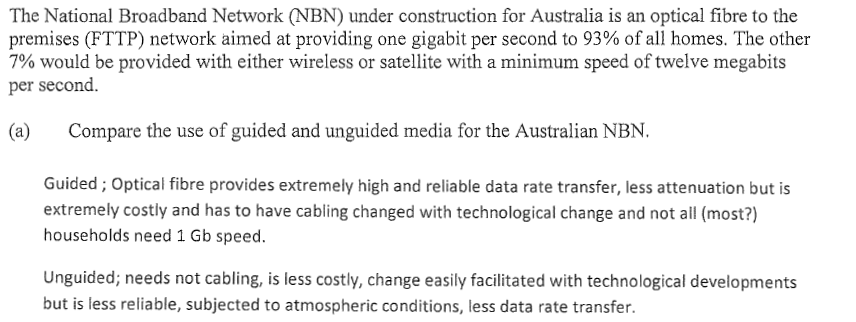 The National Broadband Network (NBN) under construction for Australia is an optical fibre to the
premises (FTTP) network aimed at providing one gigabit per second to 93% of all homes. The other
7% would be provided with either wireless or satellite with a minimum speed of twelve megabits
per second.
(a) Compare the use of guided and unguided media for the Australian NBN.
Guided ; Optical fibre provides extremely high and reliable data rate transfer, less attenuation but is
extremely costly and has to have cabling changed with technological change and not all (most?)
households need 1 Gb speed.
Unguided; needs not cabling, is less costly, change easily facilitated with technological developments
but is less reliable, subjected to atmospheric conditions, less data rate transfer.